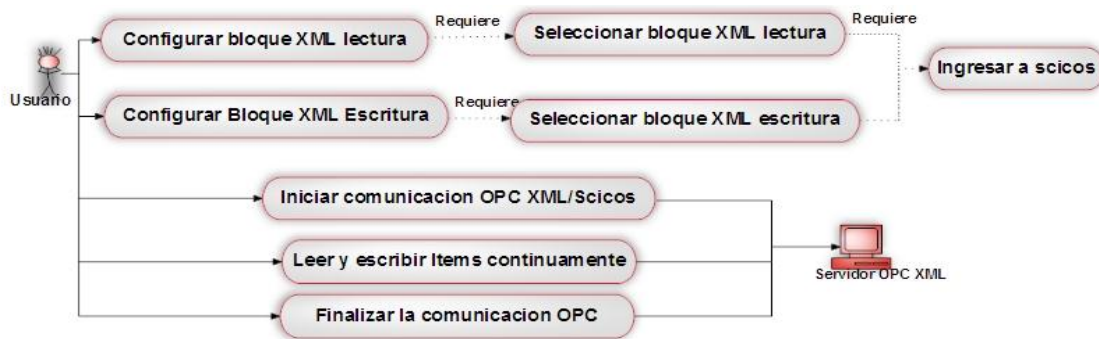 Requiere
Requiere
Configurar bloque XML lectura
Seleccionar bloque XML lectura
Ingresar a scicos
Usuario
Configurar Bloque XML Escritura
Requiere
Seleccionar bloque XML escritura
Iniciar comunicacion OPC XML/Scicos
Leer y escribir Items continuamente
Servidor OPC XML
Finalizar la comunicacion OPC